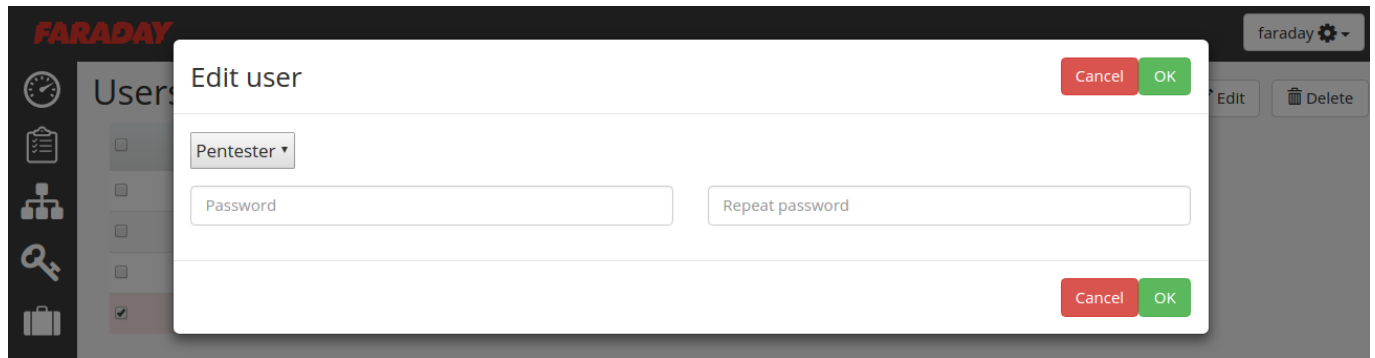 FARADAY
faraday
Users
Edit user
Cancel OK
Edit
Delete
Pentester
Password
Repeat password
Cancel OK